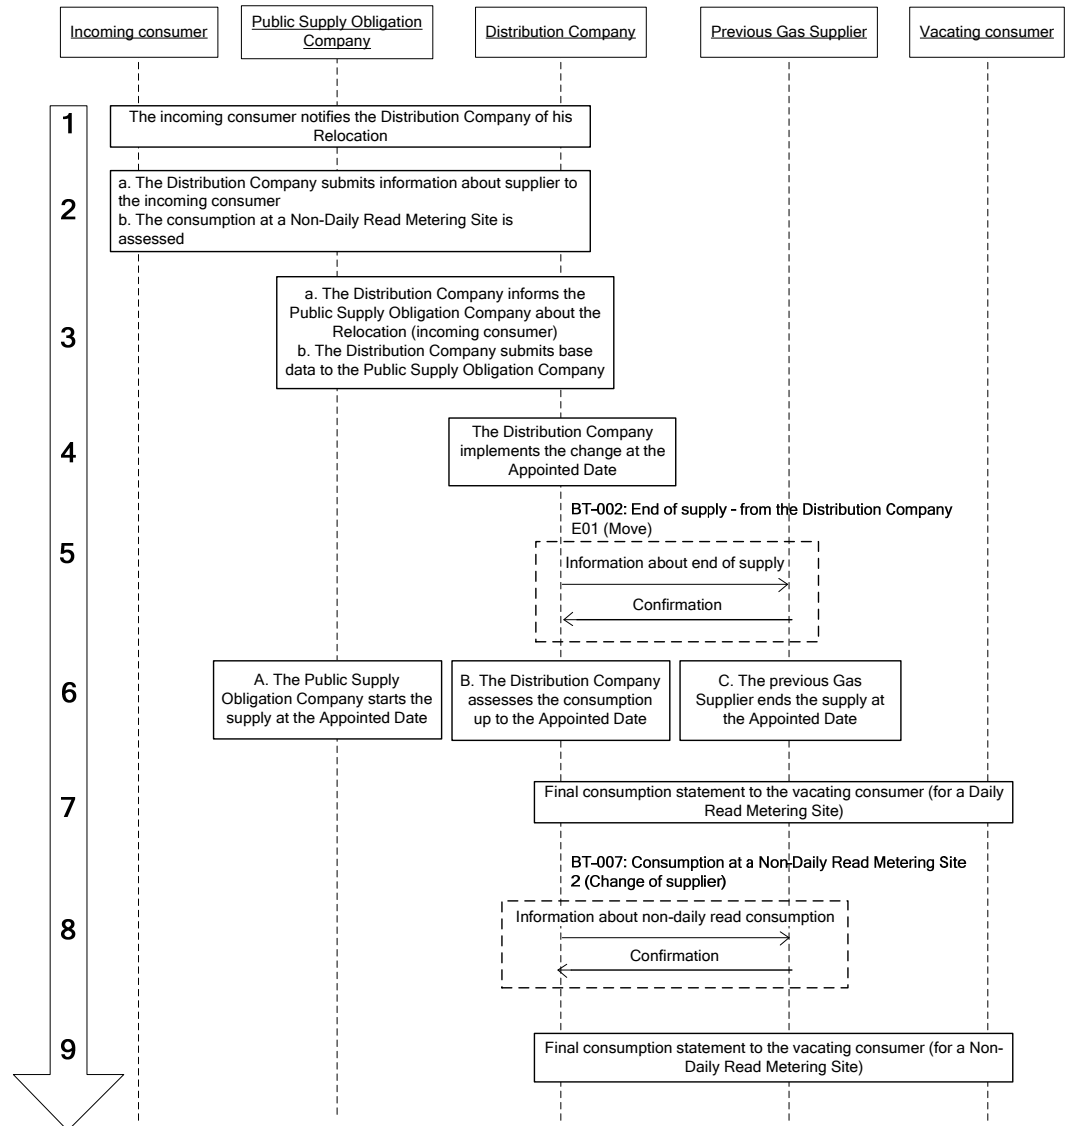 Incoming consumer
Public Supply Obligation
Company
Distribution Company
Previous Gas Supplier
Vacating consumer
1
The incoming consumer notifies the Distribution Company of his
Relocation
2
a. The Distribution Company submits information about supplier to
the incoming consumer
b. The consumption at a Non-Daily Read Metering Site is
assessed
3
a. The Distribution Company informs the
Public Supply Obligation Company about the
Relocation (incoming consumer)
b. The Distribution Company submits base
data to the Public Supply Obligation Company
4
The Distribution Company
implements the change at the
Appointed Date
BT-002: End of supply - from the Distribution Company
E01 (Move)
5
Information about end of supply
Confirmation
6
A. The Public Supply
Obligation Company starts the
supply at the Appointed Date
B. The Distribution Company
assesses the consumption
up to the Appointed Date
C. The previous Gas
Supplier ends the supply at
the Appointed Date
7
Final consumption statement to the vacating consumer (for a Daily
Read Metering Site)
BT-007: Consumption at a Non-Daily Read Metering Site
2 (Change of supplier)
8
Information about non-daily read consumption
Confirmation
9
Final consumption statement to the vacating consumer (for a Non-
Daily Read Metering Site)